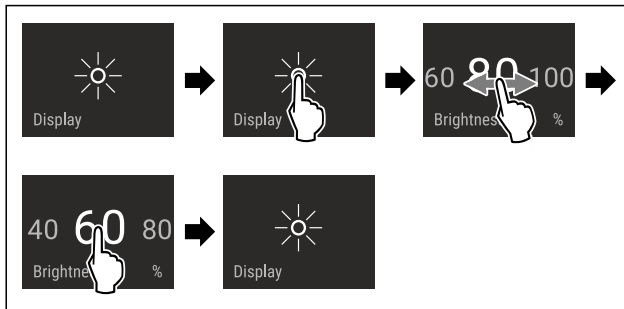 Display
Display
60 80 100
Brightnes %
40 60 80
Brightne %
Display